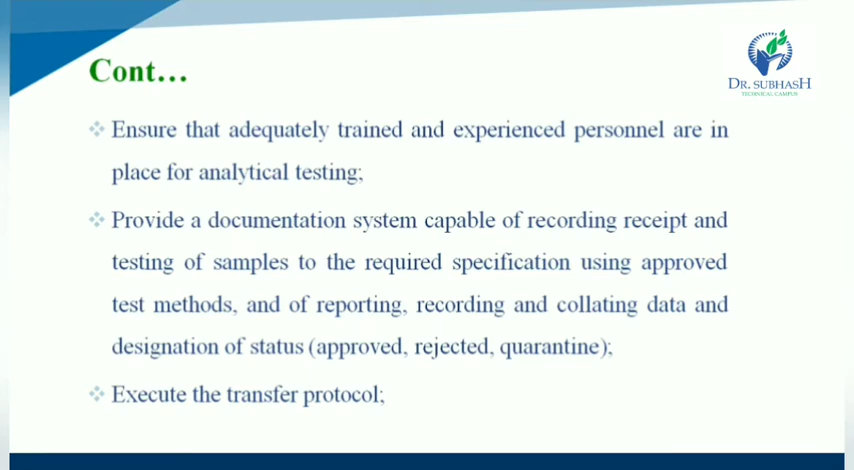 Cont...
DR. SUBHASH
TECHNICAL CAMPUS
Ensure that adequately trained and experienced personnel are in
place for analytical testing;
Provide a documentation system capable of recording receipt and
testing of samples to the required specification using approved
test methods, and of reporting, recording and collating data and
designation of status (approved, rejected, quarantine);
Execute the transfer protocol;